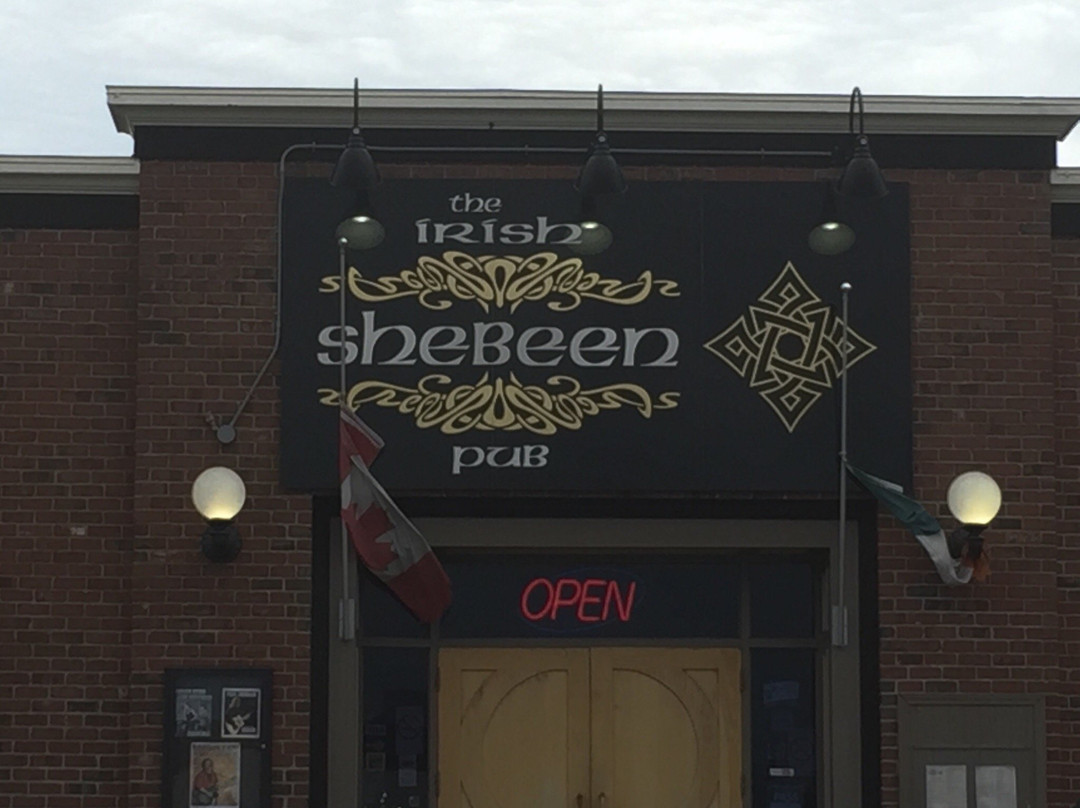 the
irish
sheBeen
puB
OPEN